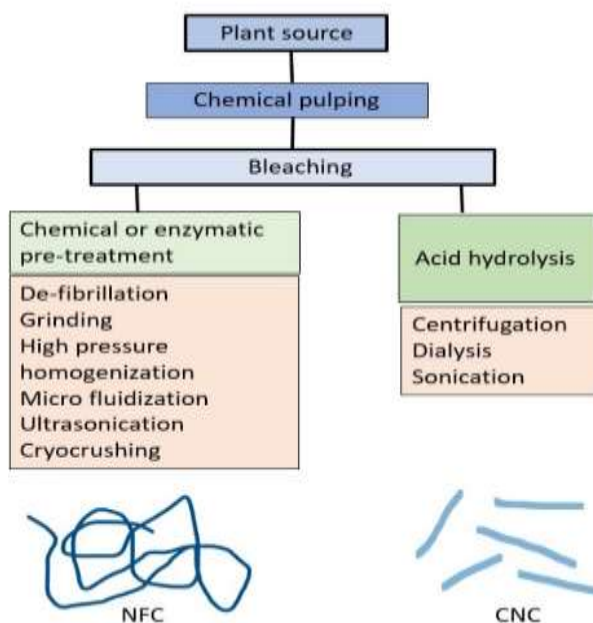 Plant source
Chemical pulping
Bleaching
Chemical or enzymatic
pre-treatment
De-fibrillation
Grinding
High pressure
homogenization
Micro fluidization
Ultrasonication
Cryocrushing
NFC
Acid hydrolysis
Centrifugation
Dialysis
Sonication
CNC